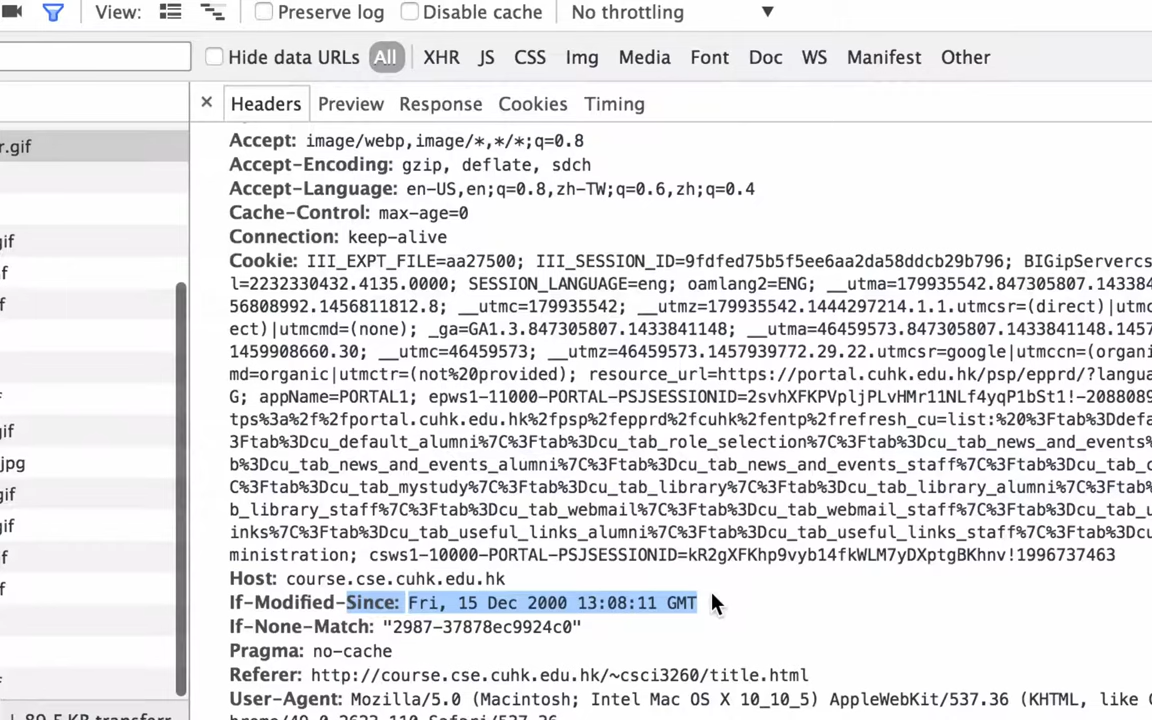 View: Preserve log Disable cache No throttling ▼
Hide data URLs All XHR JS CSS Img Media Font Doc WS Manifest Other
× Headers Preview Response Cookies Timing
Accept: image/webp,image/*,*/*;q=0.8
r.gif
Accept-Encoding: gzip, deflate, sdch
Accept-Language: en-US,en;q=0.8,zh-TW;q=0.6,zh;q=0.4
Cache-Control: max-age=0
gif
Connection: keep-alive
Cookie: III_EXPT_FILE=aa27500; III_SESSION_ID=9fdfed75b5f5ee6aa2da58ddcb29b796; BIGipServercs
f
l=2232330432.4135.0000; SESSION_LANGUAGE=eng; oamlang2=ENG; __utma=179935542.847305807.14338
f
56808992.1456811812.8; __utmc=179935542; __utmz=179935542.1444297214.1.1.utmcsr=(direct)|utmc
ect)|utmcmd=(none); _ga=GA1.3.847305807.1433841148; __utma=46459573.847305807.1433841148.1457
1459908660.30; __utmc=46459573; __utmz=46459573.1457939772.29.22.utmcsr=google|utmccn=(organi
md=organic|utmctr=(not%20provided); resource_url=https://portal.cuhk.edu.hk/psp/epprd/?langua
G; appName=PORTAL1; epws1-11000-PORTAL-PSJSESSIONID=2svhXFKPVpljPLvHMr11NLf4yqP1bSt1!-2088089
tps%3a%2f%2fportal.cuhk.edu.hk%2fpsp%2fepprd%2fcuhk%2fentp%2frefresh_cu=list:%20%3Ftab%3Ddefa
gif
3Ftab%3Dcu_default_alumni%7C%3Ftab%3Dcu_tab_role_selection%7C%3Ftab%3Dcu_tab_news_and_events%
jpg
b%3Dcu_tab_news_and_events_alumni%7C%3Ftab%3Dcu_tab_news_and_events_staff%7C%3Ftab%3Dcu_tab_c
C%3Ftab%3Dcu_tab_mystudy%7C%3Ftab%3Dcu_tab_library%7C%3Ftab%3Dcu_tab_library_alumni%7C%3Ftab%
gif
b_library_staff%7C%3Ftab%3Dcu_tab_webmail%7C%3Ftab%3Dcu_tab_webmail_staff%7C%3Ftab%3Dcu_tab_u
gif
inks%7C%3Ftab%3Dcu_tab_useful_links_alumni%7C%3Ftab%3Dcu_tab_useful_links_staff%7C%3Ftab%3Dcu
if
ministration; csws1-10000-PORTAL-PSJSESSIONID=kR2gXFKhp9vyb14fkWLM7yDXptgBKhnv!1996737463
Host: course.cse.cuhk.edu.hk
f
If-Modified-Since: Fri, 15 Dec 2000 13:08:11 GMT
If-None-Match: "2987-37878ec9924c0"
Pragma: no-cache
Referer: http://course.cse.cuhk.edu.hk/~csci3260/title.html
User-Agent: Mozilla/5.0 (Macintosh; Intel Mac OS X 10_10_5) AppleWebKit/537.36 (KHTML, like